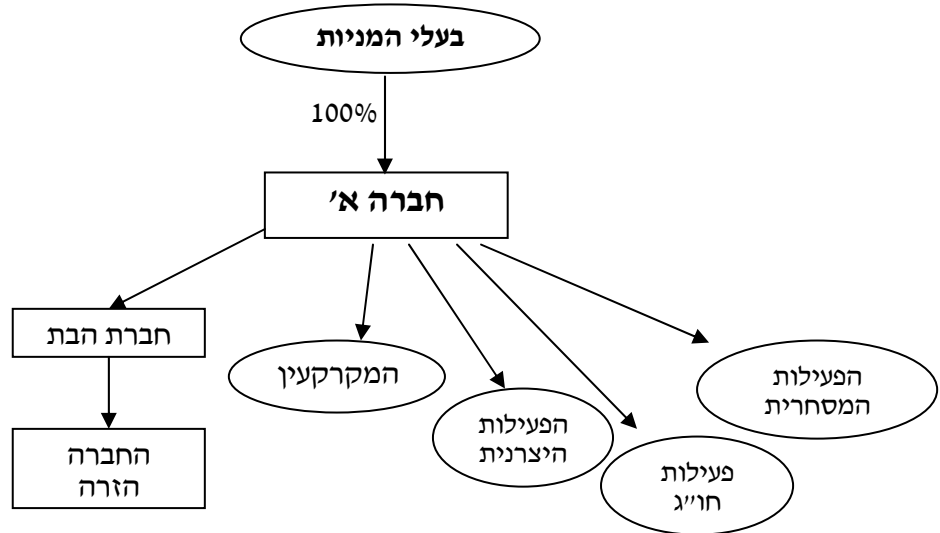 בעלי המניות
100%
חברה א'
חברת הבת
המקרקעין
הפעילות
המסחרית
הפעילות
היצרנית
החברה
הזרה
פעילות
חו"ג